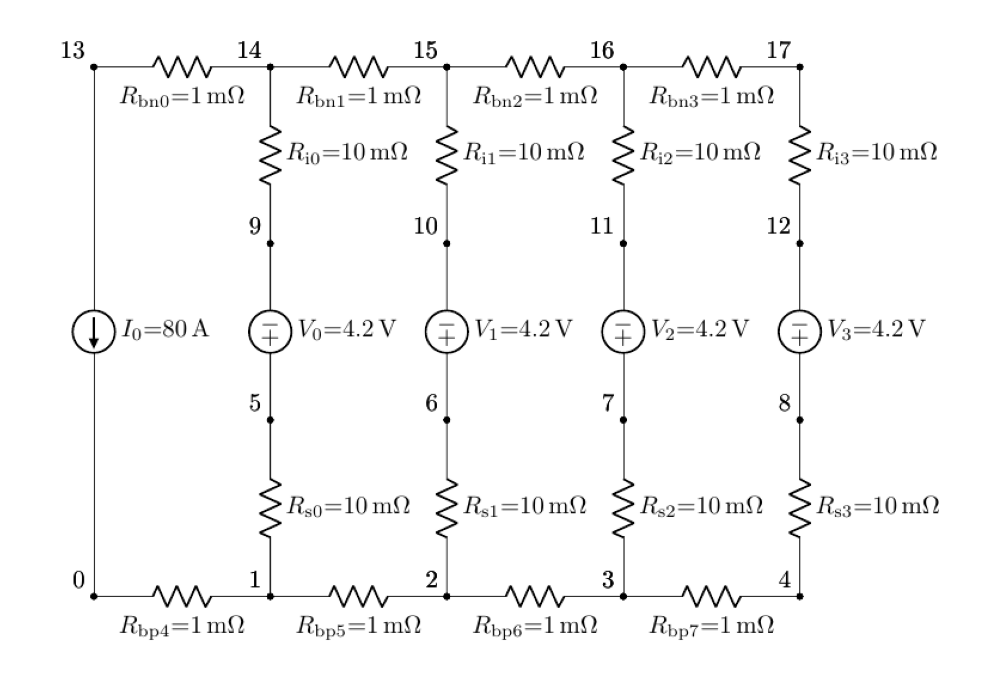 13 14 15 16 17
R_bn0=1 mΩ R_bn1=1 mΩ R_bn2=1 mΩ R_bn3=1 mΩ
R_i0=10 mΩ R_i1=10 mΩ R_i2=10 mΩ R_i3=10 mΩ
9 10 11 12
I_0=80 A V_0=4.2 V V_1=4.2 V V_2=4.2 V V_3=4.2 V
5 6 7 8
R_s0=10 mΩ R_s1=10 mΩ R_s2=10 mΩ R_s3=10 mΩ
0 1 2 3 4
R_bp4=1 mΩ R_bp5=1 mΩ R_bp6=1 mΩ R_bp7=1 mΩ